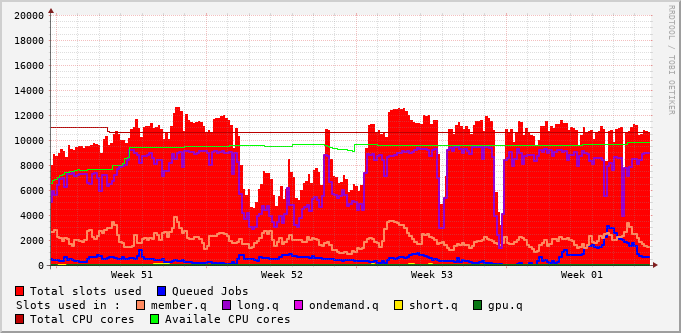 RRDTOOL / TOBI OETIKER
20000
18000
16000
14000
12000
10000
8000
6000
4000
2000
0
Week 51 Week 52 Week 53 Week 01
Total slots used Queued Jobs
Slots used in : member.q long.q ondemand.q short.q gpu.q
Total CPU cores Availale CPU cores